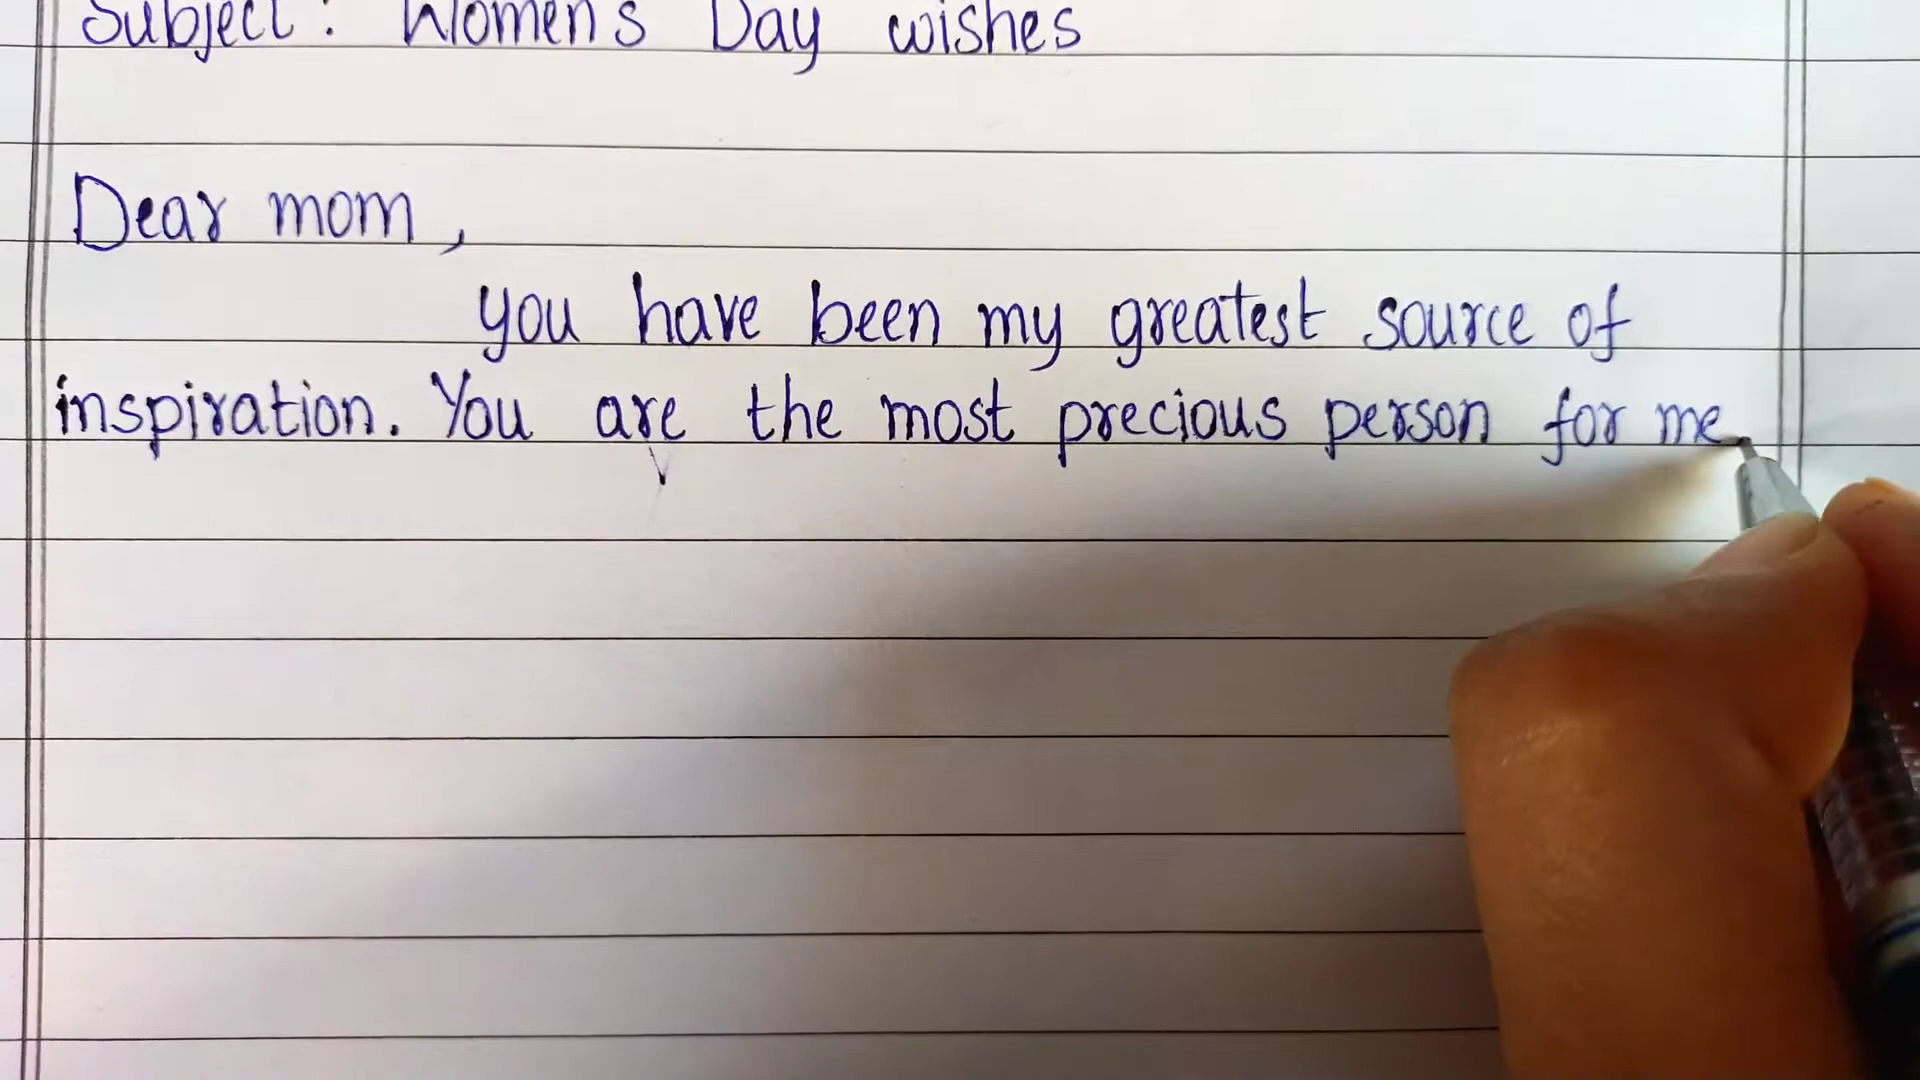 Subject: Women's Day wishes
Dear mom,
you have been my greatest source of
inspiration. You are the most precious person for me